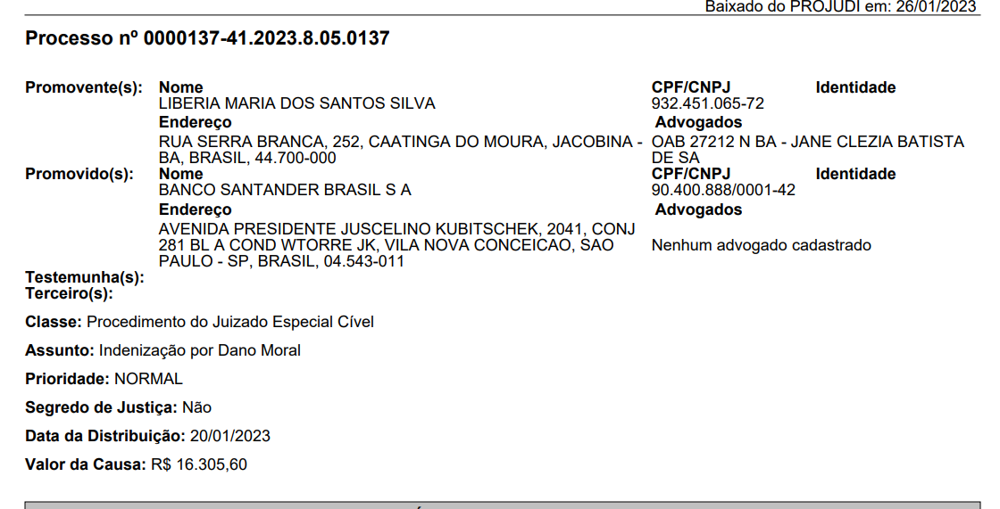 Baixado do PROJUDI em: 26/01/2023
Processo nº 0000137-41.2023.8.05.0137
Promovente(s): Nome CPF/CNPJ Identidade
LIBERIA MARIA DOS SANTOS SILVA 932.451.065-72
Endereço Advogados
RUA SERRA BRANCA, 252, CAATINGA DO MOURA, JACOBINA - OAB 27212 N BA - JANE CLEZIA BATISTA
BA, BRASIL, 44.700-000 DE SA
Promovido(s): Nome CPF/CNPJ Identidade
BANCO SANTANDER BRASIL S A 90.400.888/0001-42
Endereço Advogados
AVENIDA PRESIDENTE JUSCELINO KUBITSCHEK, 2041, CONJ
281 BL A COND WTORRE JK, VILA NOVA CONCEICAO, SAO Nenhum advogado cadastrado
PAULO - SP, BRASIL, 04.543-011
Testemunha(s):
Terceiro(s):
Classe: Procedimento do Juizado Especial Cível
Assunto: Indenização por Dano Moral
Prioridade: NORMAL
Segredo de Justiça: Não
Data da Distribuição: 20/01/2023
Valor da Causa: R$ 16.305,60